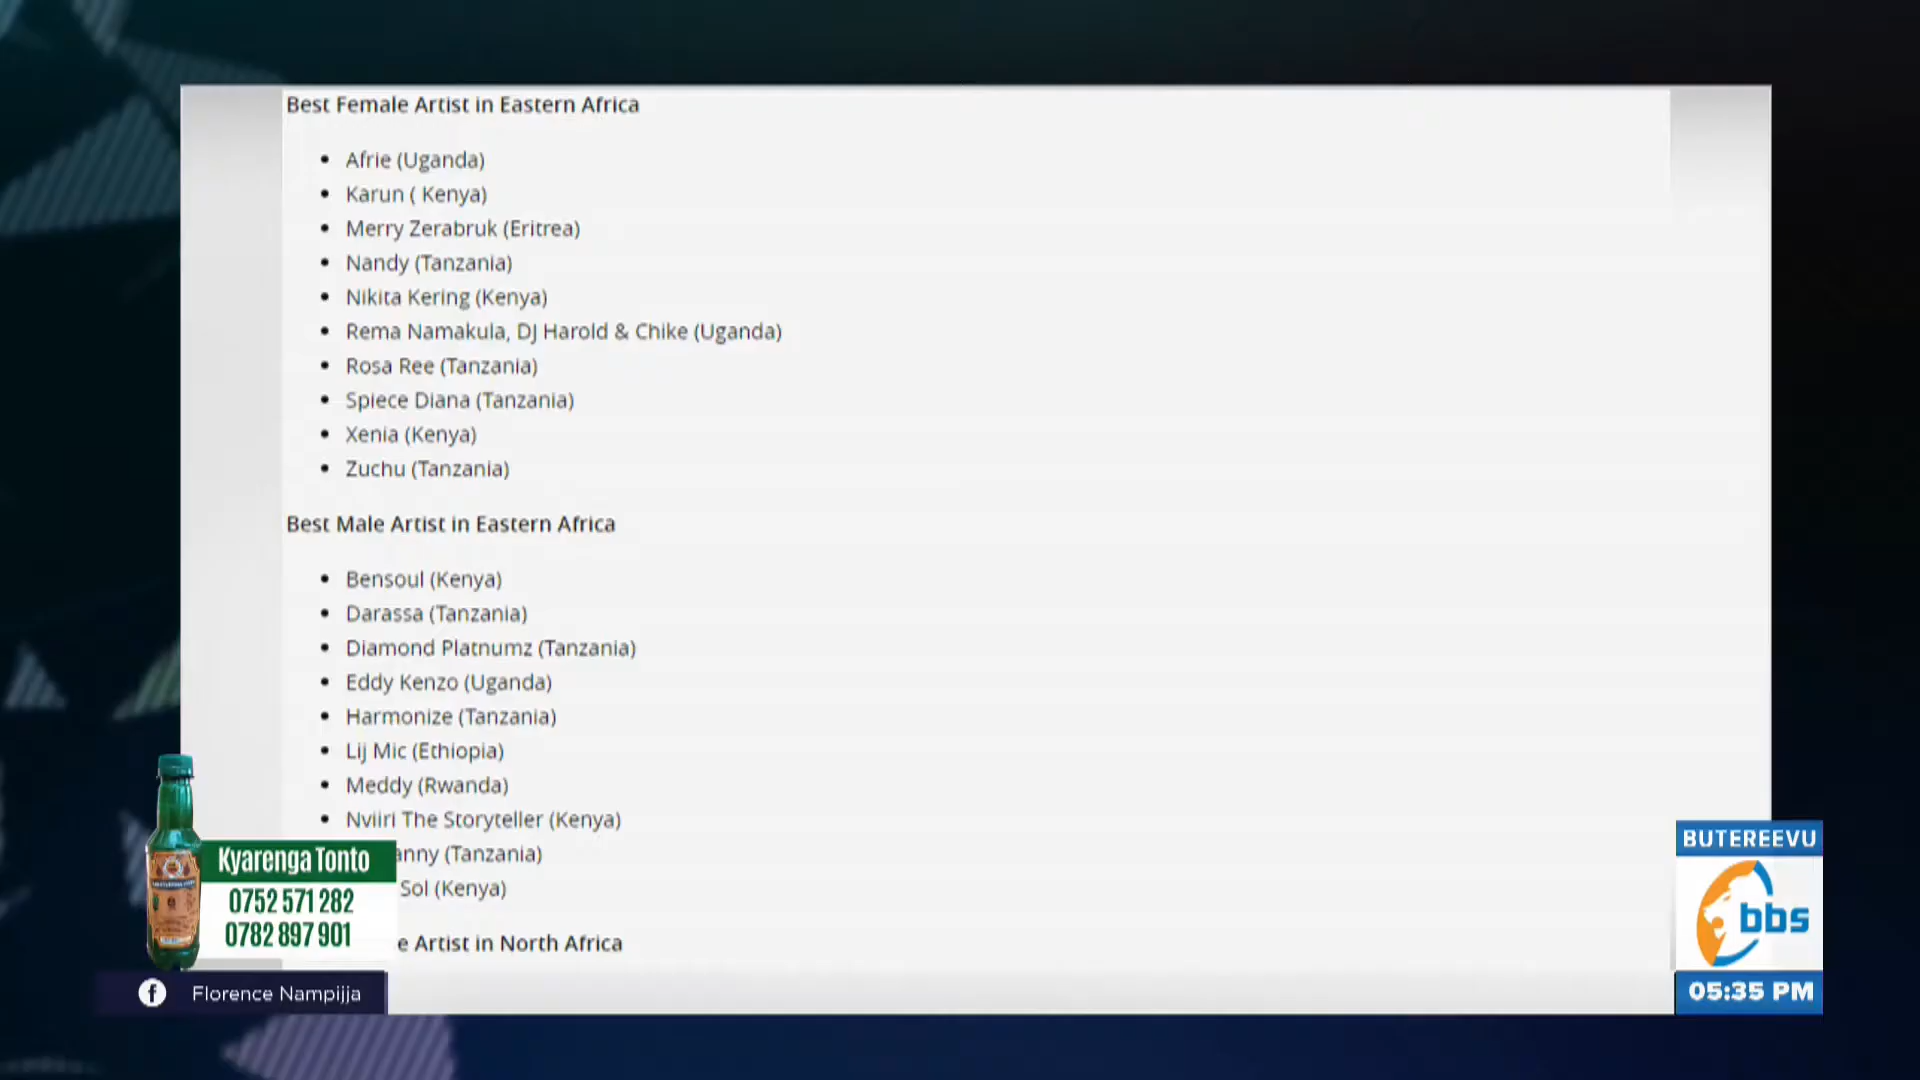 Best Female Artist in Eastern Africa
Afrie (Uganda)
Karun ( Kenya)
Merry Zerabruk (Eritrea)
Nandy (Tanzania)
Nikita Kering (Kenya)
Rema Namakula, DJ Harold & Chike (Uganda)
Rosa Ree (Tanzania)
Spiece Diana (Tanzania)
Xenia (Kenya)
Zuchu (Tanzania)
Best Male Artist in Eastern Africa
Bensoul (Kenya)
Darassa (Tanzania)
Diamond Platnumz (Tanzania)
Eddy Kenzo (Uganda)
Harmonize (Tanzania)
Lij Mic (Ethiopia)
Meddy (Rwanda)
Nviiri The Storyteller (Kenya)
anny (Tanzania)
Sol (Kenya)
e Artist in North Africa
Kyarenga Tonto
0752 571 282
0782 897 901
Florence Nampijja
BUTEREEVU
bbs
05:35 PM